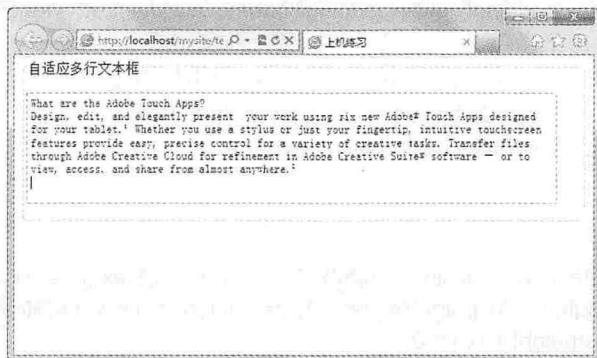 http://localhost/mysite/te
上机练习
自适应多行文本框
What are the Adobe Touch Apps?
Design, edit, and elegantly present your work using six new Adobe® Touch Apps designed
for your tablet.¹ Whether you use a stylus or just your fingertip, intuitive touchscreen
features provide easy, precise control for a variety of creative tasks. Transfer files
through Adobe Creative Cloud for refinement in Adobe Creative Suite® software — or to
view, access, and share from almost anywhere.²